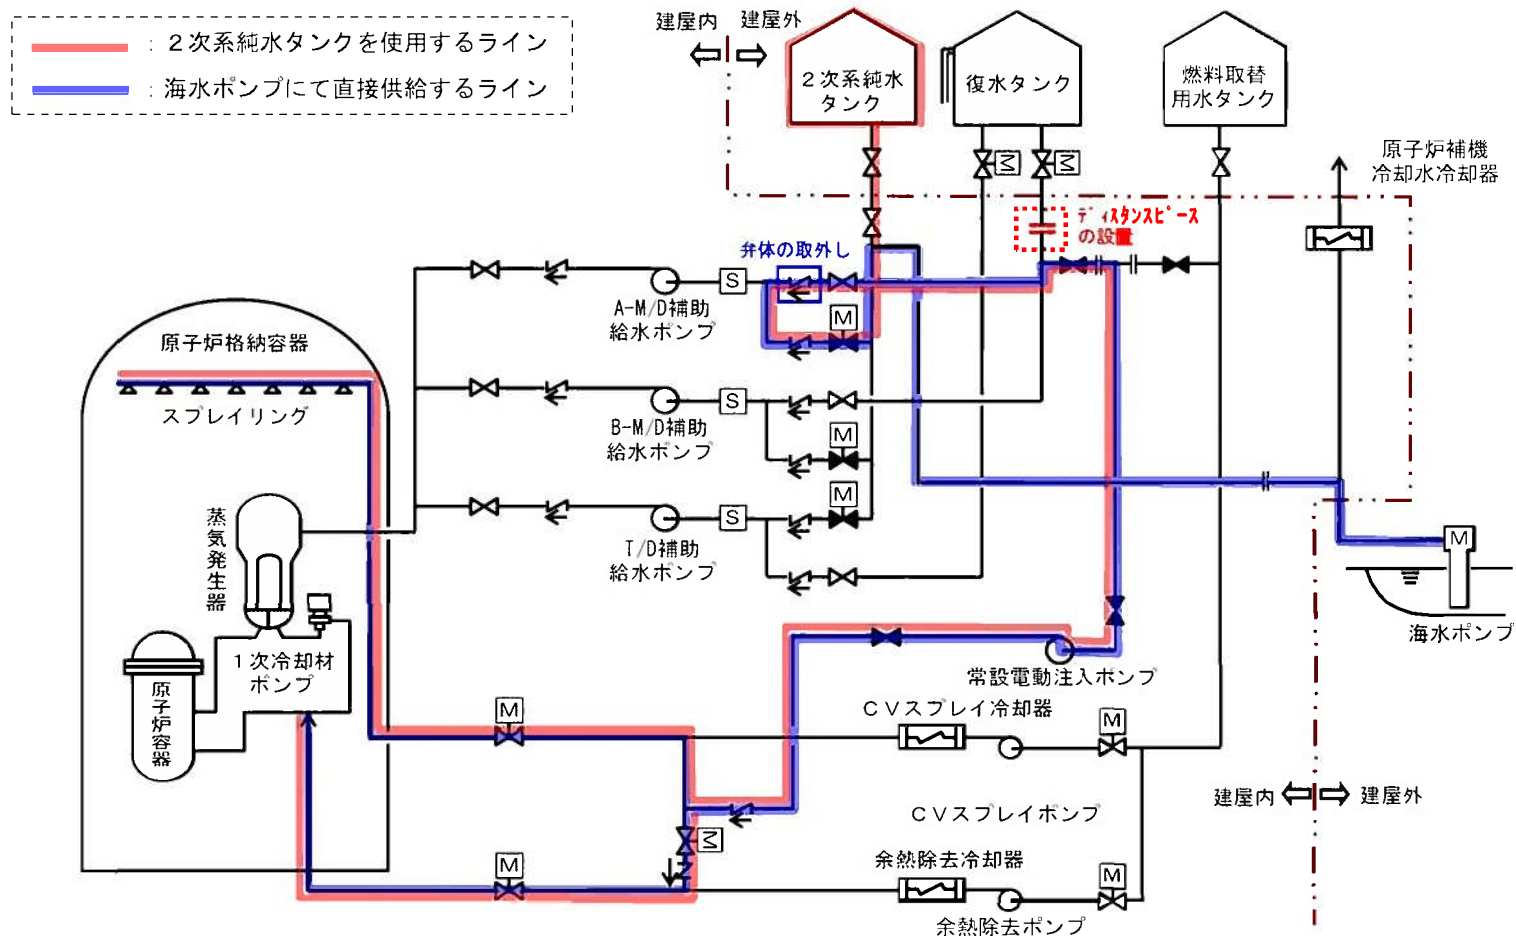 ：２次系純水タンクを使用するライン
：海水ポンプにて直接供給するライン
建屋内
建屋外
２次系純水
タンク
復水タンク
燃料取替
用水タンク
原子炉補機
冷却水冷却器
M
M
ディスタンスピース
の設置
弁体の取外し
S
A-M/D補助
給水ポンプ
M
原子炉格納容器
スプレイリング
S
B-M/D補助
給水ポンプ
M
M
S
T/D補助
給水ポンプ
蒸気発生器
M
海水ポンプ
１次冷却材
ポンプ
原子炉容器
常設電動注入ポンプ
M
ＣＶスプレイ冷却器
M
建屋内
建屋外
ＣＶスプレイポンプ
M
M
余熱除去冷却器
M
余熱除去ポンプ